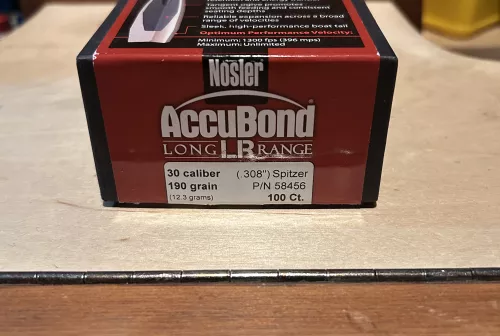 Tangent ogive promotes
smooth feeding and consistent
seating depths
Reliable expansion across a broad
range of velocities
Sleek, high-performance boat tail
Optimum Performance Velocity:
Minimum: 1300 fps (396 mps)
Maximum: Unlimited
Nosler®
AccuBond®
LONG LR RANGE
30 caliber (.308") Spitzer
190 grain P/N 58456
(12.3 grams) 100 Ct.